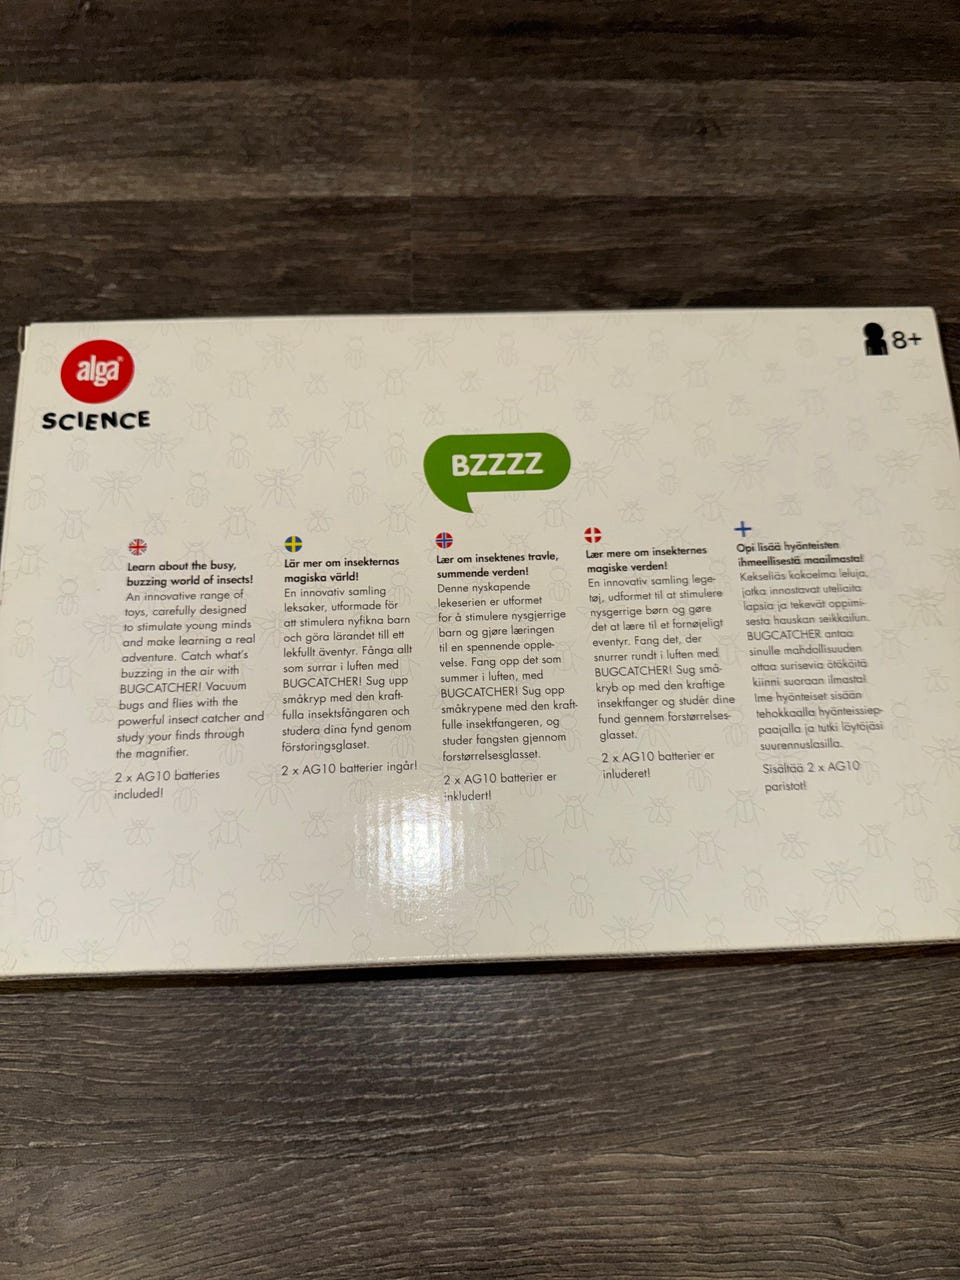 alga
SCIENCE
8+
BZZZZ
Learn about the busy,
buzzing world of insects!
An innovative range of
toys, carefully designed
to stimulate young minds
and make learning a real
adventure. Catch what's
buzzing in the air with
BUGCATCHER! Vacuum
bugs and flies with the
powerful insect catcher and
study your finds through
the magnifier.
2 x AG10 batteries
included!
Lär mer om insekternas
magiska värld!
En innovativ samling
leksaker, utformade för
att stimulera nyfikna barn
och göra lärandet till ett
lekfullt äventyr. Fånga allt
som surrar i luften med
BUGCATCHER! Sug upp
småkryp med den kraft-
fulla insektsfångaren och
studera dina fynd genom
förstoringsglaset.
2 x AG10 batterier ingår!
Lær om insektenes travle,
summende verden!
Denne nyskapende
lekeserien er utformet
for å stimulere nysgjerrige
barn og gjøre læringen
til en spennende opple-
velse. Fang opp det som
summer i luften, med
BUGCATCHER! Sug opp
småkrypene med den kraft-
fulle insektfangeren, og
studer fangsten gjennom
forstørrelsesglasset.
2 x AG10 batterier er
inkludert!
Lær mere om insekternes
magiske verden!
En innovativ samling lege-
tøj, udformet til at stimulere
nysgerrige børn og gøre
det at lære til et fornøjeligt
eventyr. Fang det, der
snurrer rundt i luften med
BUGCATCHER! Sug små-
kryb op med den kraftige
insektfanger og studér dine
fund gennem forstørrelses-
glasset.
2 x AG10 batterier er
inluderet!
Opi lisää hyönteisten
ihmeellisestä maailmasta!
Kekseliäs kokoelma leluja,
jotka innostavat uteliaita
lapsia ja tekevät oppimi-
sesta hauskan seikkailun.
BUGCATCHER antaa
sinulle mahdollisuuden
ottaa surisevia ötököitä
kiinni suoraan ilmasta!
Ime hyönteiset sisään
tehokkaalla hyönteissiep-
paajalla ja tutki löytöjäsi
suurennuslasilla.
Sisältää 2 x AG10
paristot!